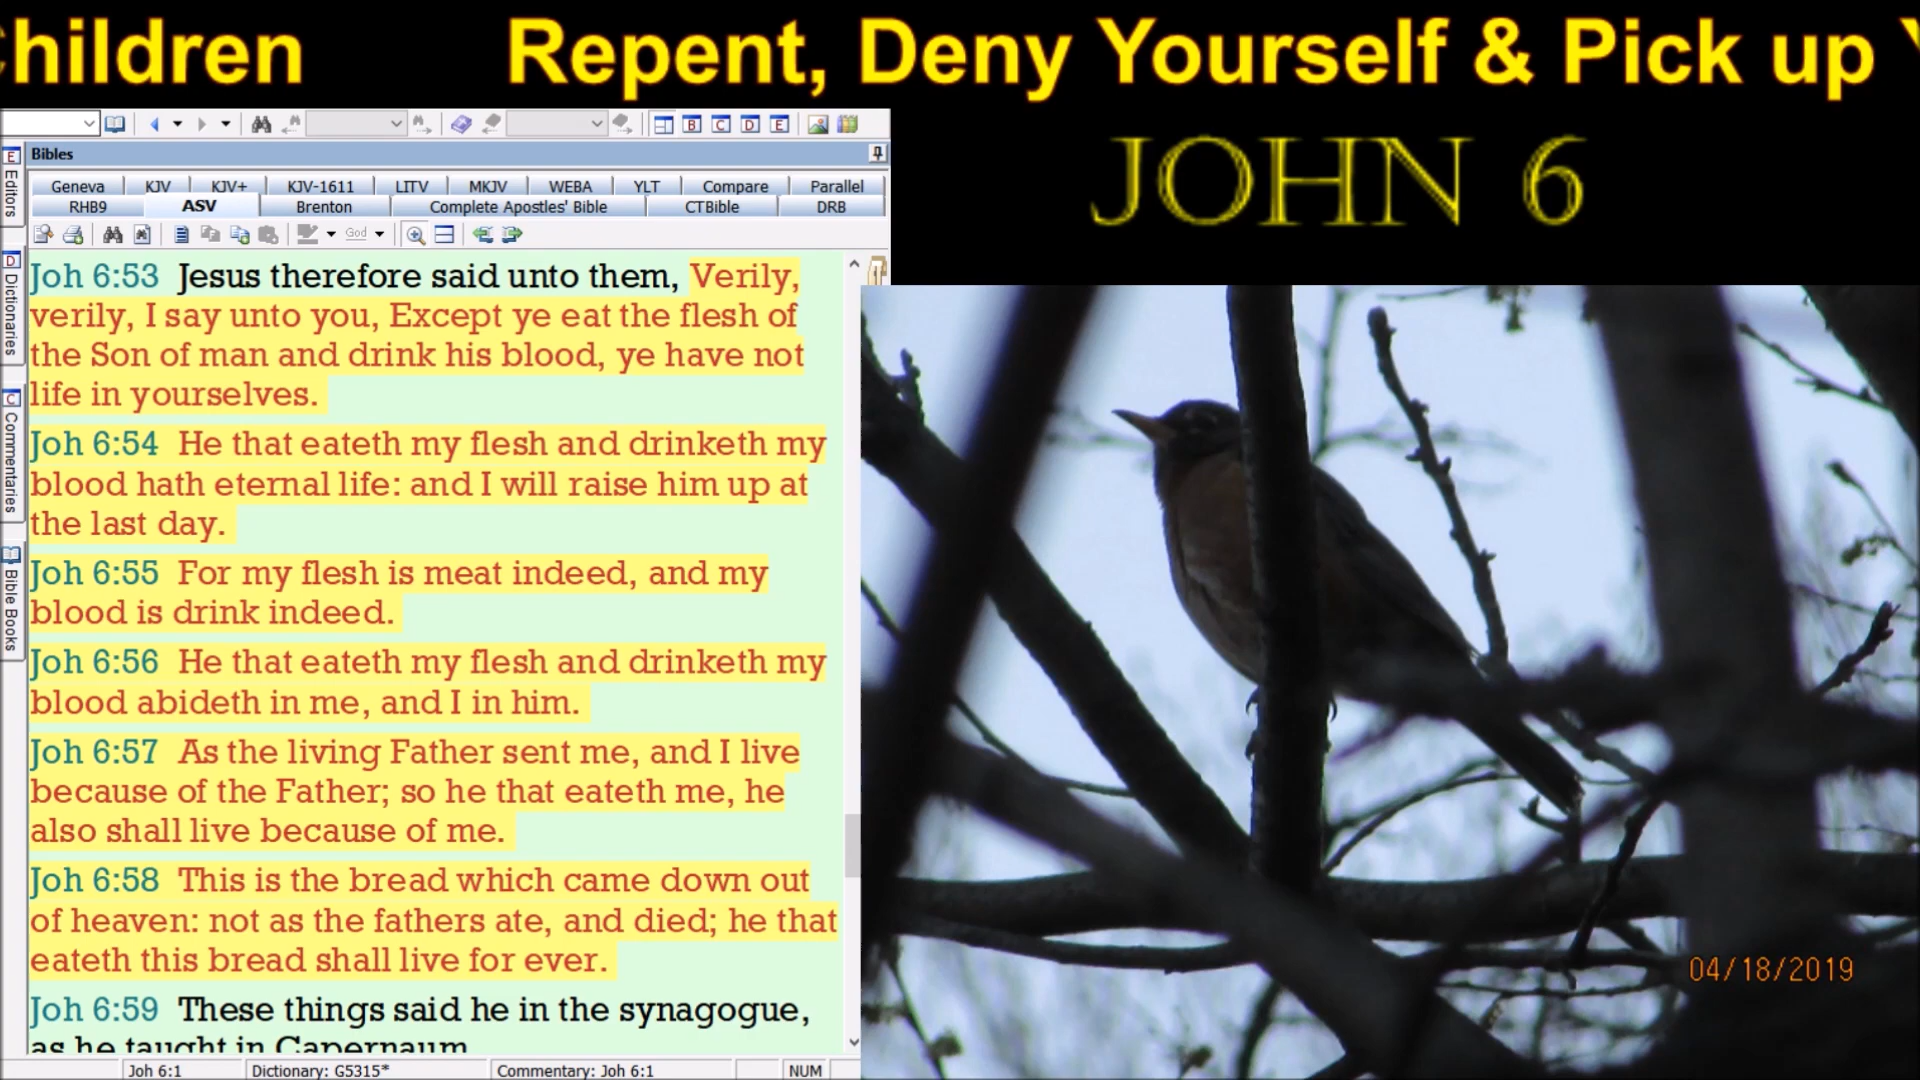 Children Repent, Deny Yourself & Pick up
JOHN 6
Bibles
Geneva KJV KJV+ KJV-1611 LITV MKJV WEBA YLT Compare Parallel
RHB9 ASV Brenton Complete Apostles' Bible CTBible DRB
God
Editors
Dictionaries
Commentaries
Bible Books
Joh 6:53 Jesus therefore said unto them, Verily,
verily, I say unto you, Except ye eat the flesh of
the Son of man and drink his blood, ye have not
life in yourselves.
Joh 6:54 He that eateth my flesh and drinketh my
blood hath eternal life: and I will raise him up at
the last day.
Joh 6:55 For my flesh is meat indeed, and my
blood is drink indeed.
Joh 6:56 He that eateth my flesh and drinketh my
blood abideth in me, and I in him.
Joh 6:57 As the living Father sent me, and I live
because of the Father; so he that eateth me, he
also shall live because of me.
Joh 6:58 This is the bread which came down out
of heaven: not as the fathers ate, and died; he that
eateth this bread shall live for ever.
Joh 6:59 These things said he in the synagogue,
as he taught in Capernaum
04/18/2019
Joh 6:1 Dictionary: G5315* Commentary: Joh 6:1 NUM